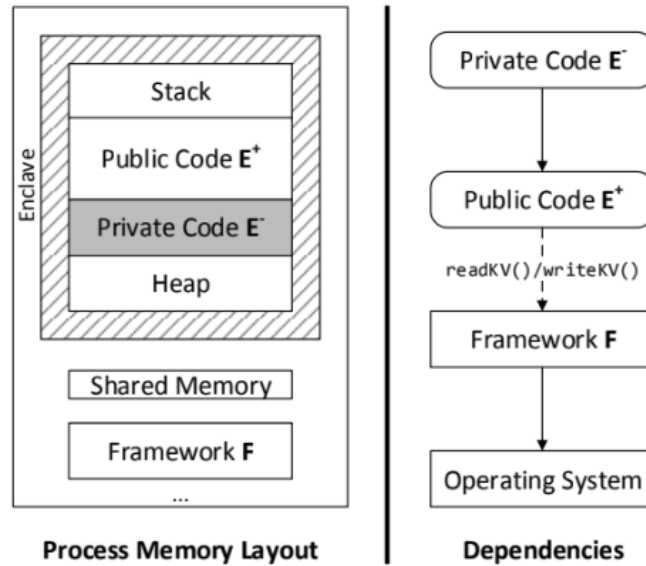 Enclave
Stack
Public Code E⁺
Private Code E⁻
Heap
Shared Memory
Framework F
...
Process Memory Layout
Private Code E⁻
Public Code E⁺
readKV()/writeKV()
Framework F
Operating System
Dependencies